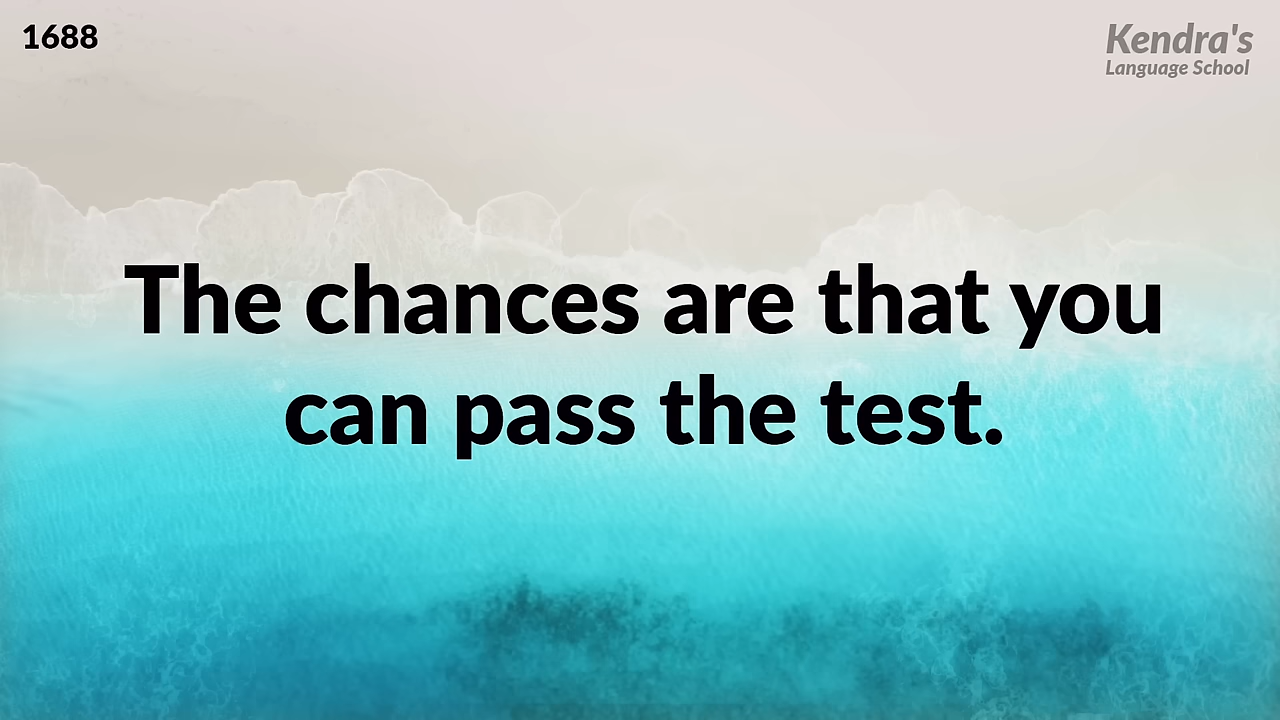 1688
Kendra's
Language School
The chances are that you
can pass the test.